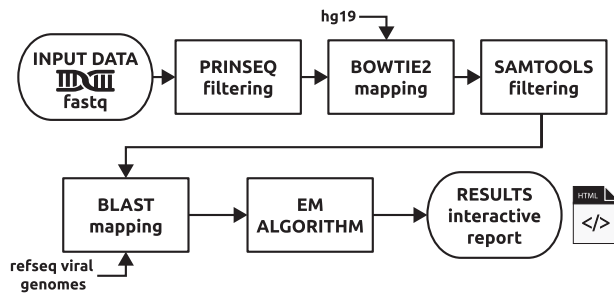 hg19
INPUT DATA
fastq
PRINSEQ
filtering
BOWTIE2
mapping
SAMTOOLS
filtering
BLAST
mapping
EM
ALGORITHM
RESULTS
interactive
report
HTML
</>
refseq viral
genomes